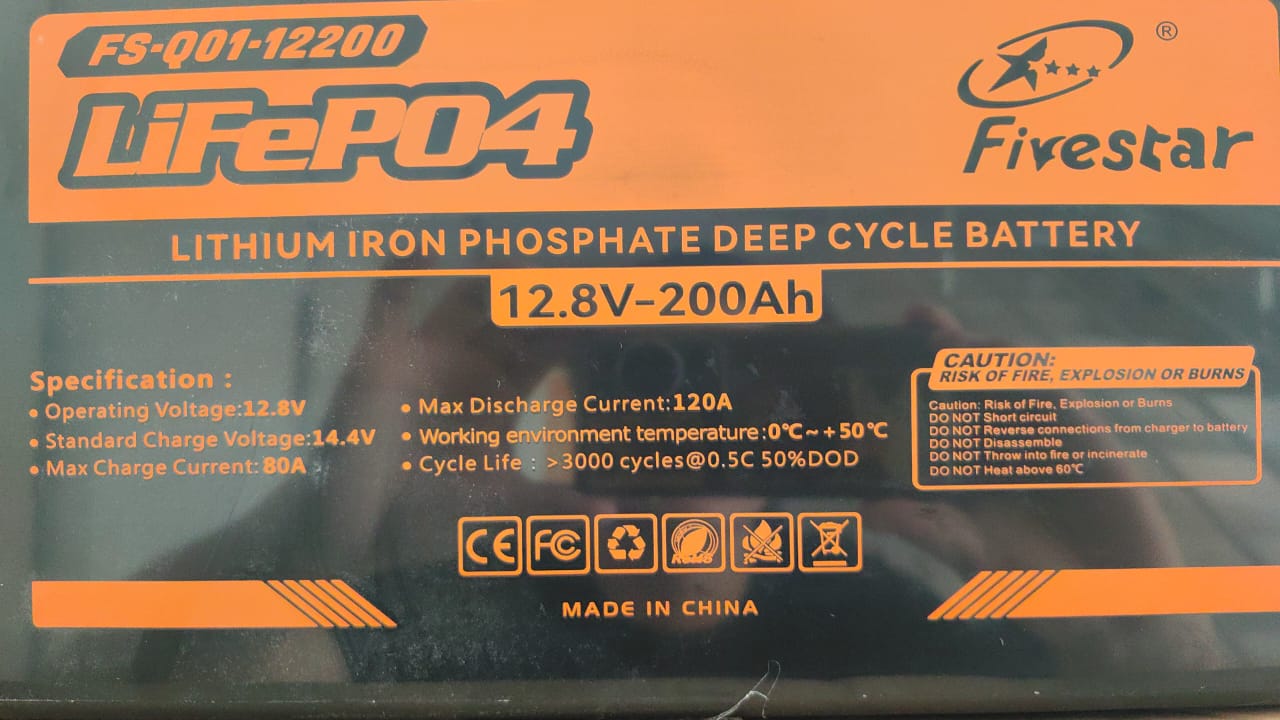 FS-Q01-12200
LiFePO4
®
Fivestar
LITHIUM IRON PHOSPHATE DEEP CYCLE BATTERY
12.8V-200Ah
Specification :
• Operating Voltage:12.8V
• Standard Charge Voltage:14.4V
• Max Charge Current: 80A
• Max Discharge Current:120A
• Working environment temperature:0℃~+50℃
• Cycle Life : >3000 cycles@0.5C 50%DOD
CAUTION:
RISK OF FIRE, EXPLOSION OR BURNS
Caution: Risk of Fire, Explosion or Burns
DO NOT Short circuit
DO NOT Reverse connections from charger to battery
DO NOT Disassemble
DO NOT Throw into fire or incinerate
DO NOT Heat above 60℃
CE
FC
RoHS
MADE IN CHINA